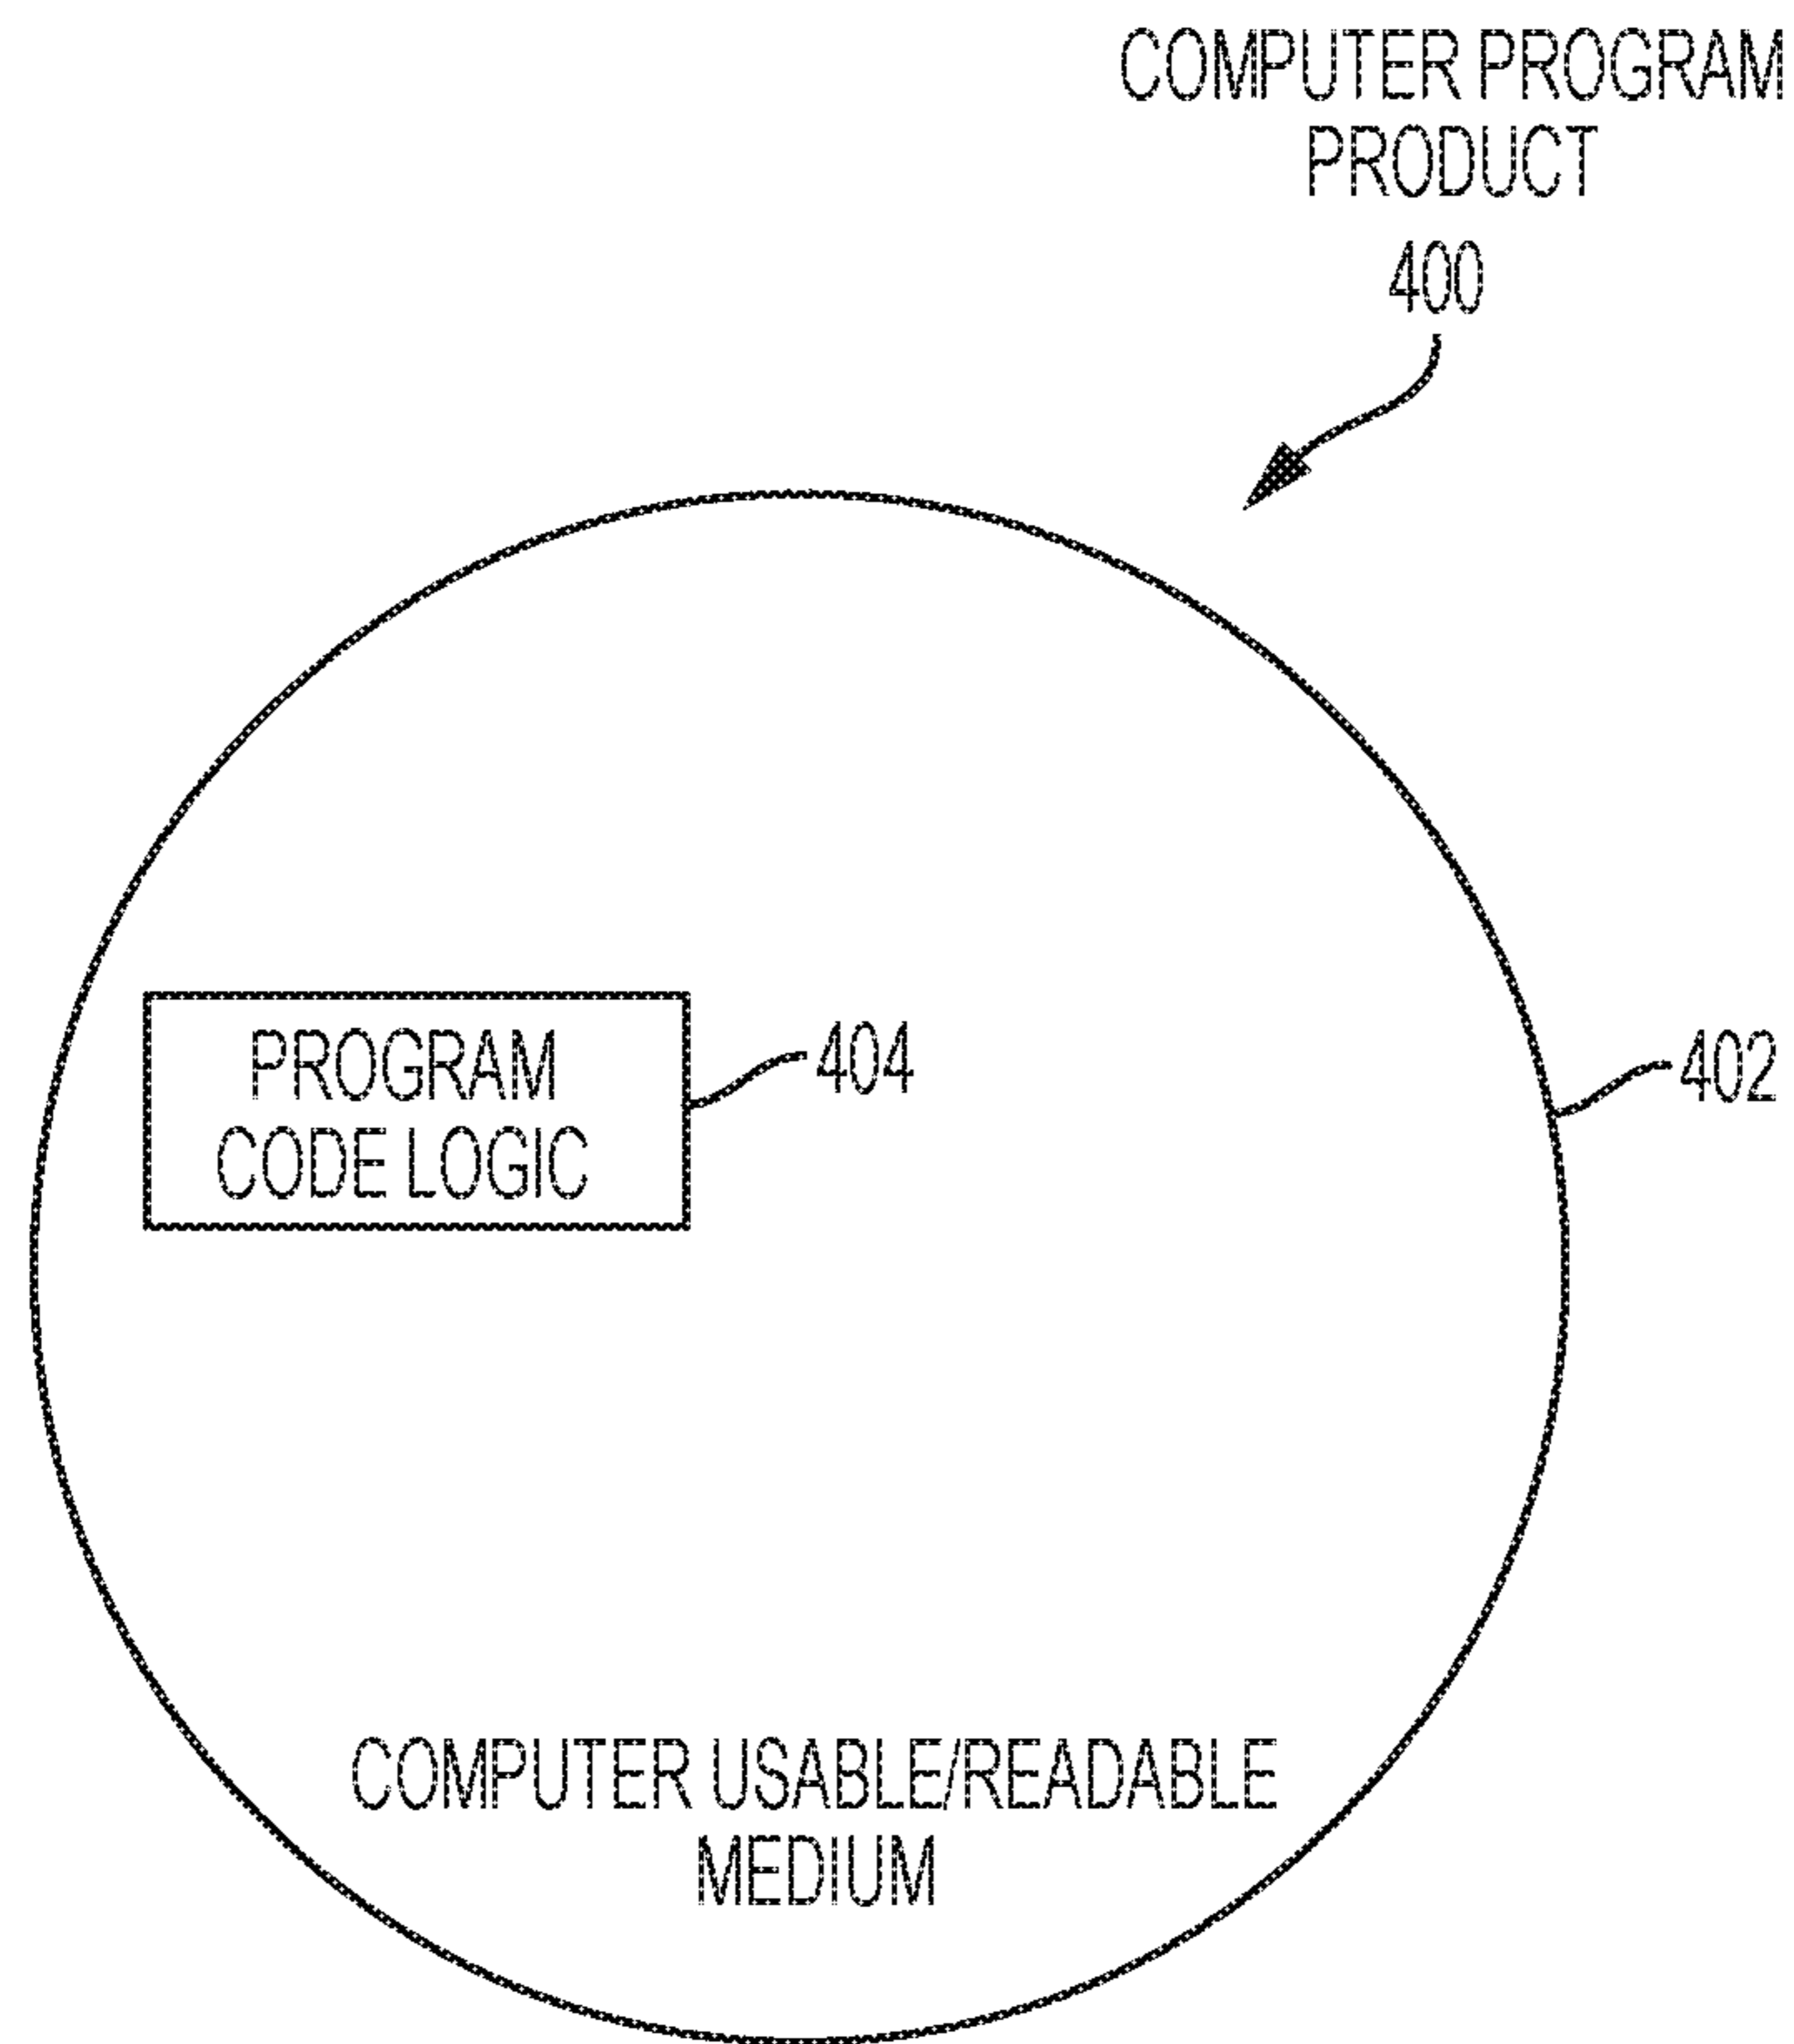 COMPUTER PROGRAM
PRODUCT
400
PROGRAM
CODE LOGIC
404
402
COMPUTER USABLE/READABLE
MEDIUM